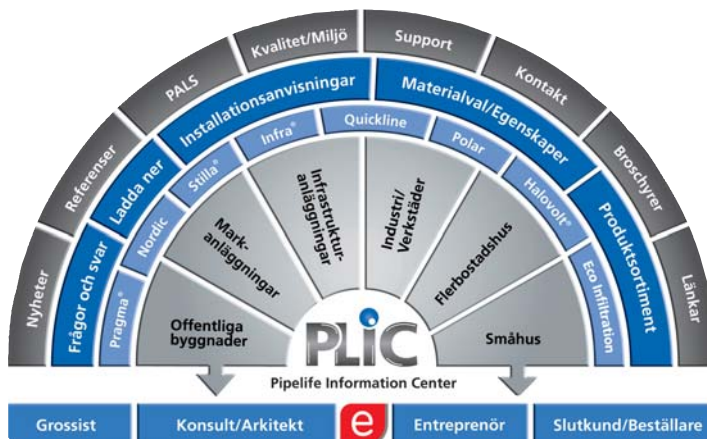 Nyheter
Referenser
PALS
Kvalitet/Miljö
Support
Kontakt
Broschyrer
Länkar
Frågor och svar
Ladda ner
Installationsanvisningar
Materialval/Egenskaper
Produktsortiment
Pragma®
Nordic
Stilla®
Infra®
Quickline
Polar
Halovolt®
Eco Infiltration
Offentliga
byggnader
Mark-
anläggningar
Infrastruktur-
anläggningar
Industri/
Verkstäder
Flerbostadshus
Småhus
PLiC
Pipelife Information Center
Grossist
Konsult/Arkitekt
e
Entreprenör
Slutkund/Beställare